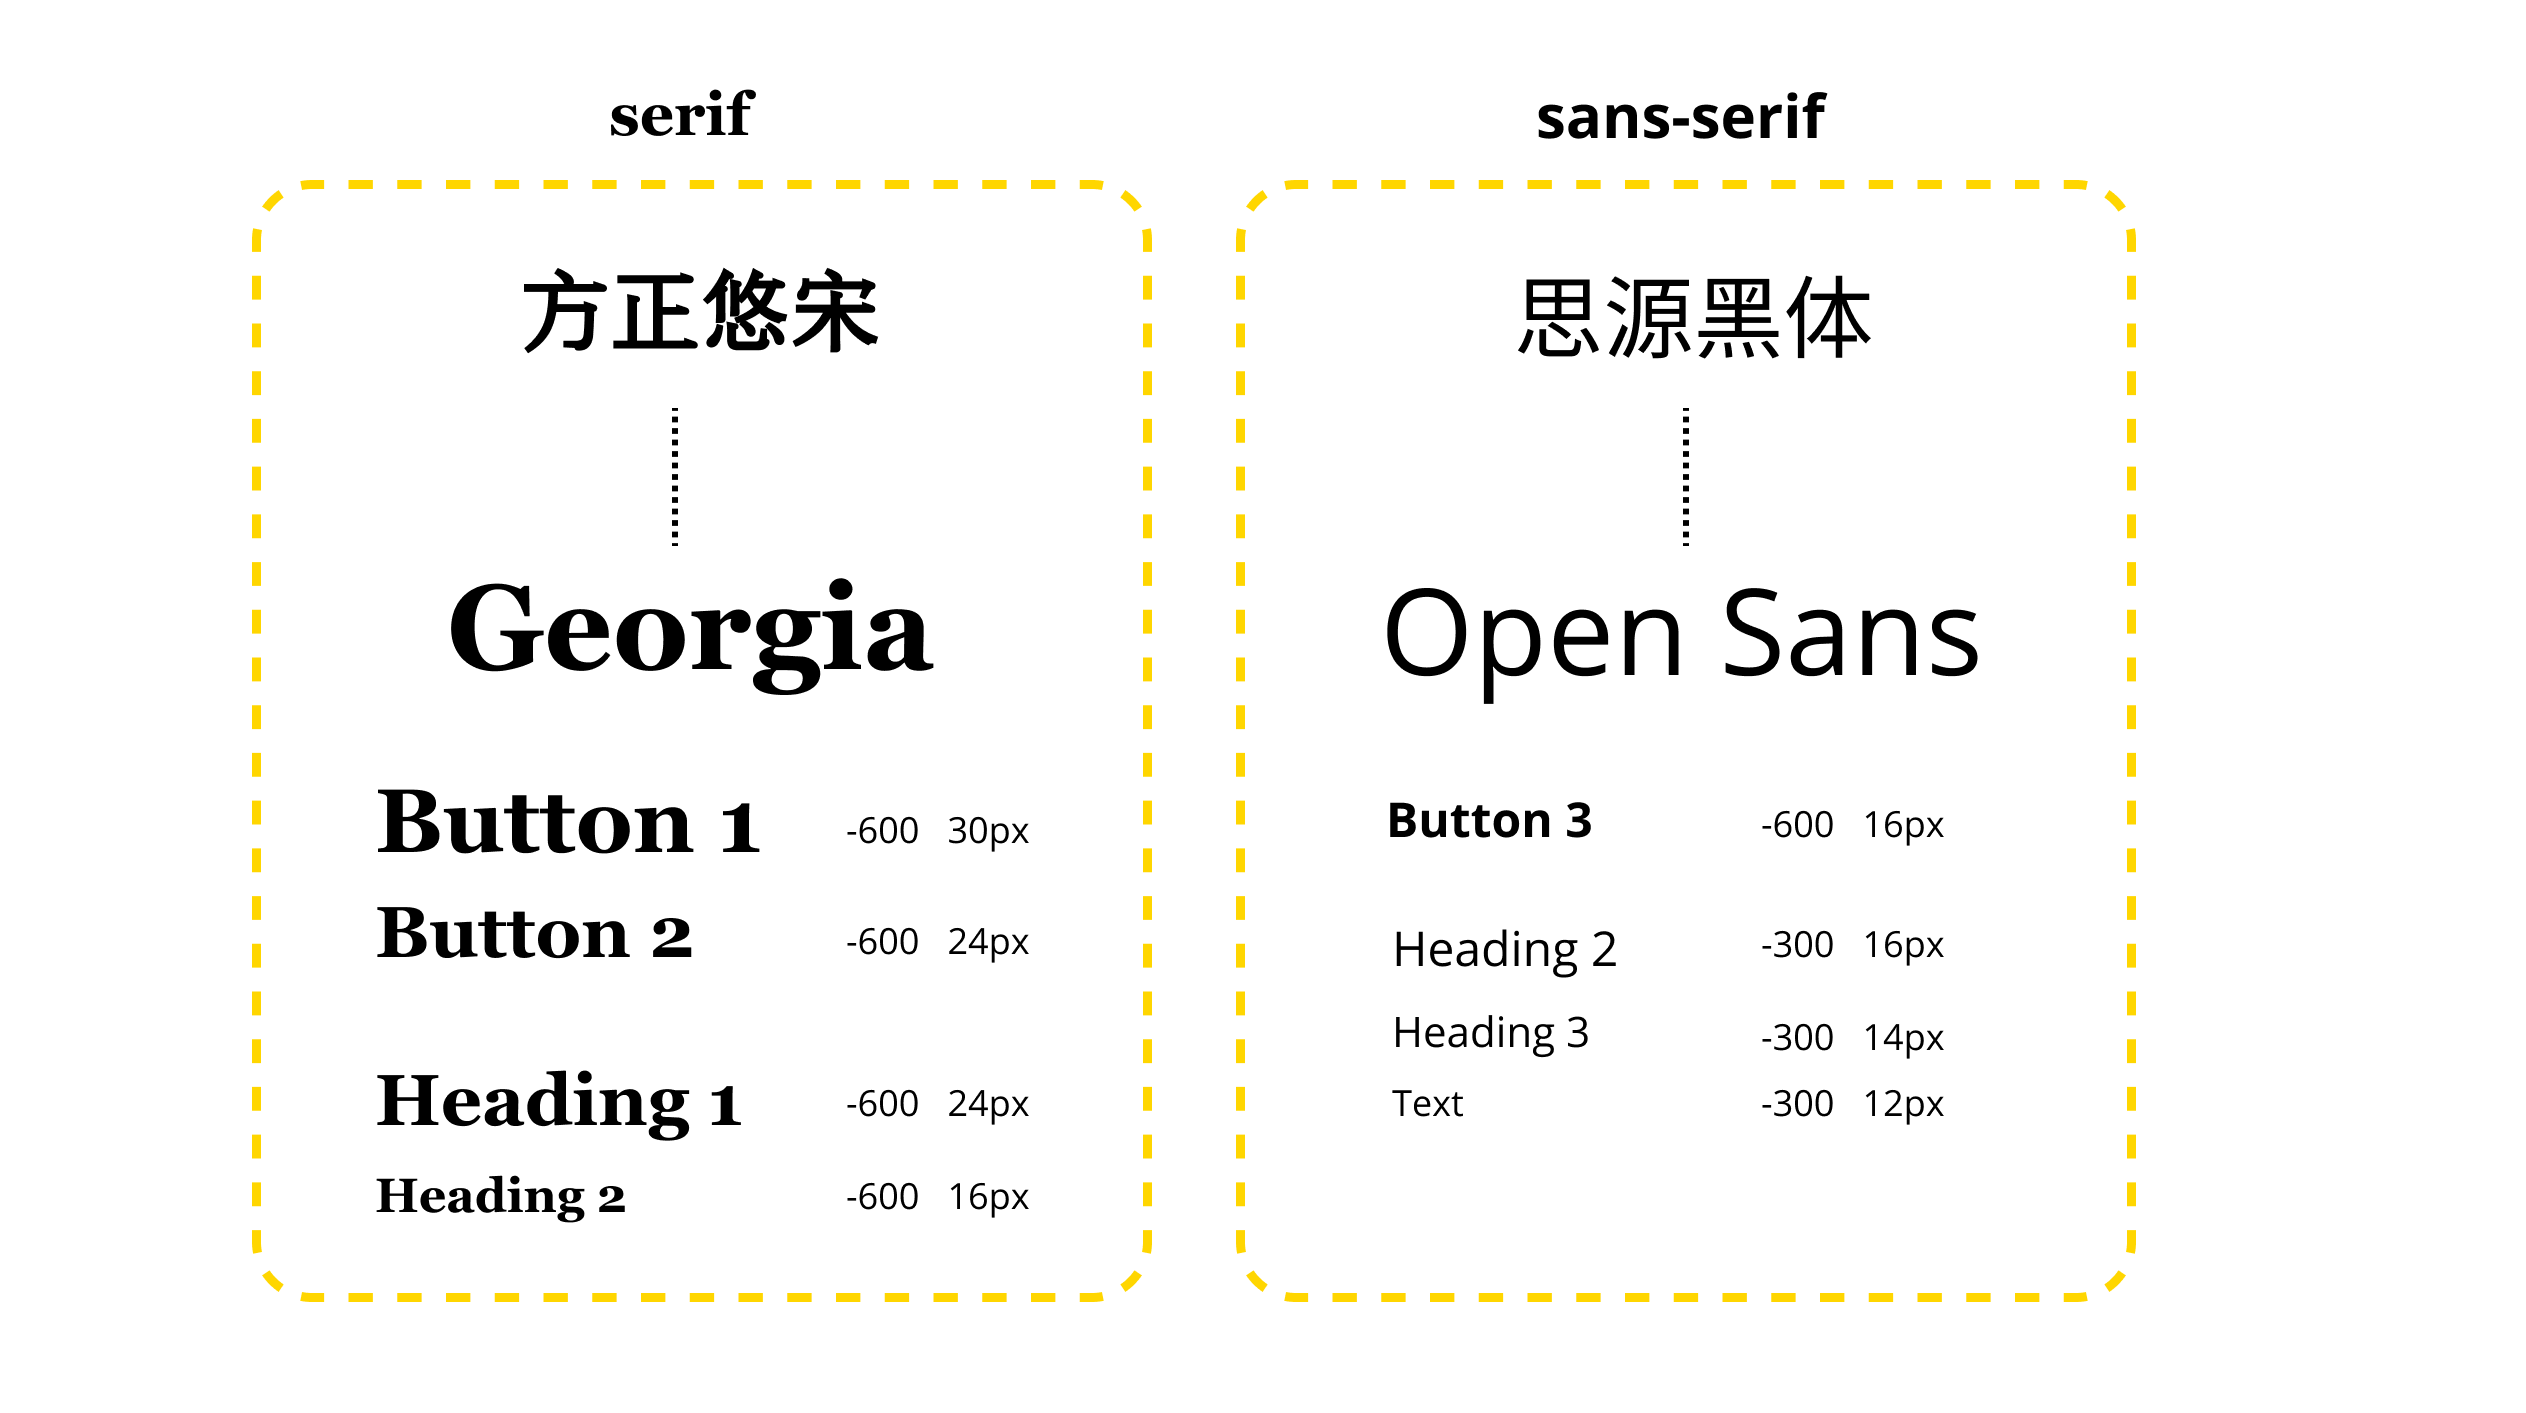 serif
方正悠宋
Georgia
Button 1 -600 30px
Button 2 -600 24px
Heading 1 -600 24px
Heading 2 -600 16px
sans-serif
思源黑体
Open Sans
Button 3 -600 16px
Heading 2 -300 16px
Heading 3 -300 14px
Text -300 12px